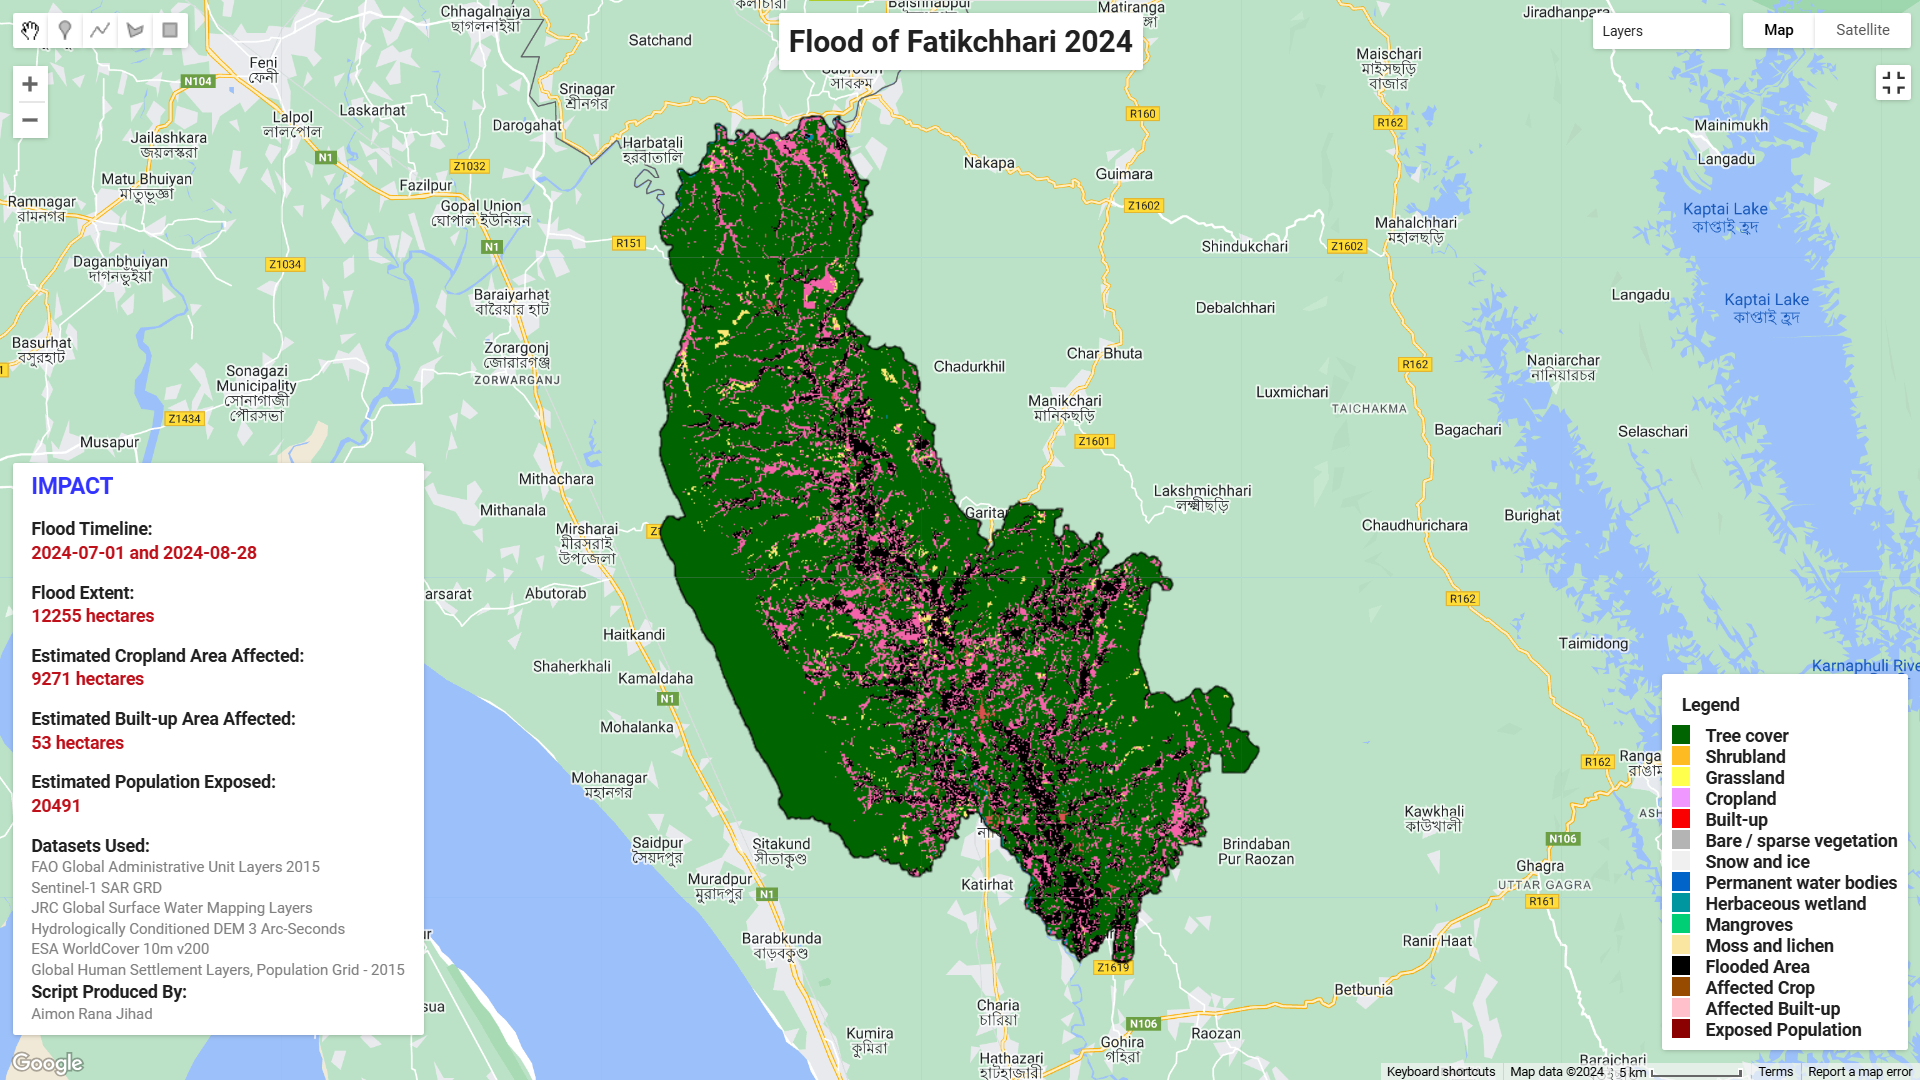 Flood of Fatikchhari 2024
Layers
Map
Satellite
Chhagalnaiya
ছাগলনাইয়া
Satchand
Matiranga
Jiradhanpara
Maischari
মাইসছড়ি
বাজার
Feni
ফেনী
N104
Srinagar
শ্রীনগর
সাবরুম
Lalpol
লালপোল
Laskarhat
Darogahat
R160
R162
Mainimukh
Jailashkara
জয়লস্করা
N1
Harbatali
হরবাতালি
Nakapa
Langadu
Z1032
Matu Bhuiyan
মাতুভূঞা
Fazilpur
Guimara
Ramnagar
রামনগর
Gopal Union
ঘোপাল ইউনিয়ন
Z1602
Kaptai Lake
কাপ্তাই হ্রদ
Mahalchhari
মহালছড়ি
N1
R151
Shindukchari
Z1602
Daganbhuiyan
দাগনভুঁইয়া
Z1034
Baraiyarhat
বারৈয়ার হাট
Debalchhari
Langadu
Kaptai Lake
কাপ্তাই হ্রদ
Basurhat
বসুরহাট
Zorargonj
জোরারগঞ্জ
ZORWARGANJ
Char Bhuta
Chadurkhil
R162
Naniarchar
নানিয়ারচর
Sonagazi
Municipality
সোনাগাজী
পৌরসভা
Luxmichari
TAICHAKMA
Manikchari
মানিকছড়ি
Z1434
Musapur
Z1601
Bagachari
Selaschari
Mithachara
Mithanala
Lakshmichhari
লক্ষ্মীছড়ি
Mirsharai
মীরসরাই
উপজেলা
Chaudhurichara
Burighat
Abutorab
R162
Haitkandi
Taimidong
Shaherkhali
Kamaldaha
N1
Mohalanka
Mohanagar
মহানগর
R162
Kawkhali
কাউখালী
Saidpur
সৈয়দপুর
Sitakund
সীতাকুণ্ড
Brindaban
Pur Raozan
N106
Ghagra
UTTAR GAGRA
R161
Muradpur
মুরাদপুর
N1
Katirhat
Barabkunda
বাড়বকুণ্ড
Ranir Haat
Z1619
Betbunia
Charia
চারিয়া
N106
Raozan
Kumira
কুমিরা
Gohira
গহিরা
Hathazari
হাটহাজারী
Baraichari
IMPACT
Flood Timeline:
2024-07-01 and 2024-08-28
Flood Extent:
12255 hectares
Estimated Cropland Area Affected:
9271 hectares
Estimated Built-up Area Affected:
53 hectares
Estimated Population Exposed:
20491
Datasets Used:
FAO Global Administrative Unit Layers 2015
Sentinel-1 SAR GRD
JRC Global Surface Water Mapping Layers
Hydrologically Conditioned DEM 3 Arc-Seconds
ESA WorldCover 10m v200
Global Human Settlement Layers, Population Grid - 2015
Script Produced By:
Aimon Rana Jihad
Legend
Tree cover
Shrubland
Grassland
Cropland
Built-up
Bare / sparse vegetation
Snow and ice
Permanent water bodies
Herbaceous wetland
Mangroves
Moss and lichen
Flooded Area
Affected Crop
Affected Built-up
Exposed Population
Google
Keyboard shortcuts
Map data ©2024
5 km
Terms
Report a map error